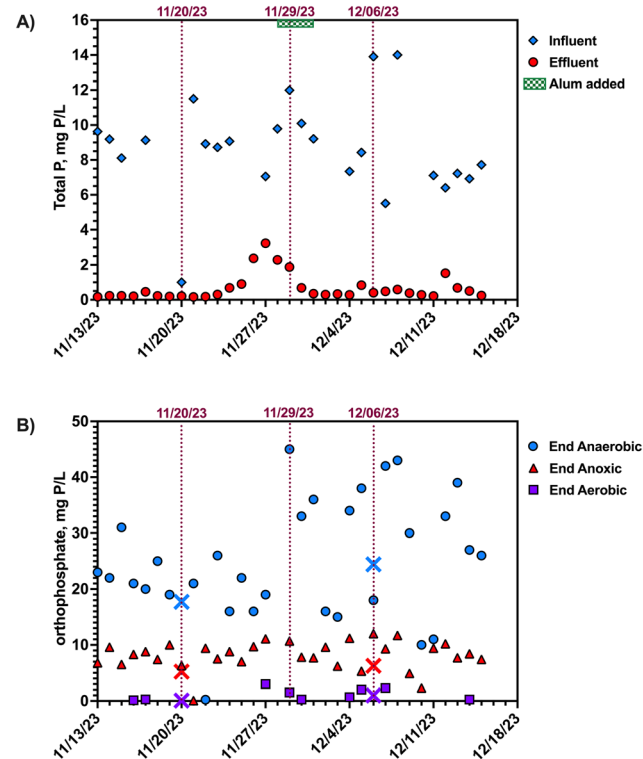 A)
11/20/23 11/29/23 12/06/23
16
14
12
10
8
6
4
2
0
Total P, mg P/L
11/13/23 11/20/23 11/27/23 12/4/23 12/11/23 12/18/23
Influent
Effluent
Alum added
B)
11/20/23 11/29/23 12/06/23
50
40
30
20
10
0
orthophosphate, mg P/L
11/13/23 11/20/23 11/27/23 12/4/23 12/11/23 12/18/23
End Anaerobic
End Anoxic
End Aerobic